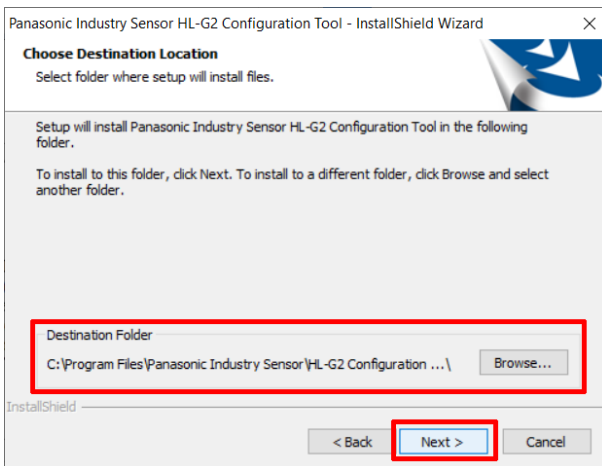 Panasonic Industry Sensor HL-G2 Configuration Tool - InstallShield Wizard
Choose Destination Location
Select folder where setup will install files.
Setup will install Panasonic Industry Sensor HL-G2 Configuration Tool in the following
folder.
To install to this folder, click Next. To install to a different folder, click Browse and select
another folder.
Destination Folder
C:\Program Files\Panasonic Industry Sensor\HL-G2 Configuration ...\
Browse...
InstallShield
< Back
Next >
Cancel